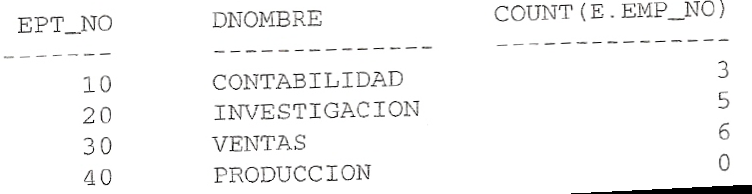 EPT_NO DNOMBRE COUNT(E.EMP_NO)
------- -------------- ---------------
10 CONTABILIDAD 3
20 INVESTIGACION 5
30 VENTAS 6
40 PRODUCCION 0